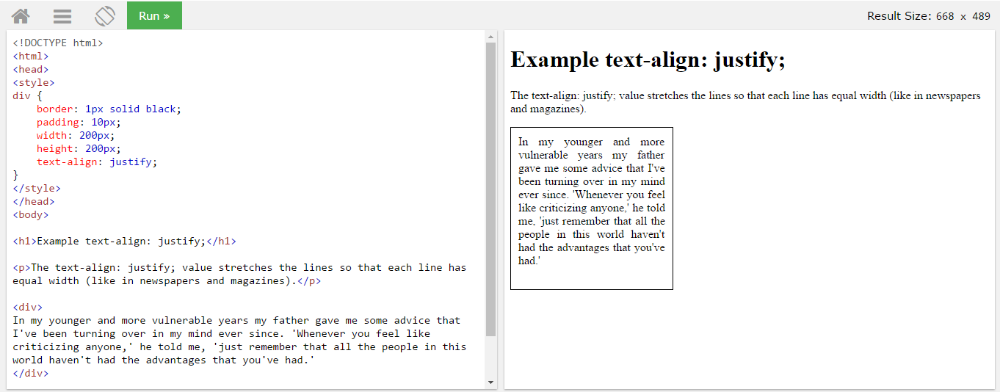 Run »
Result Size: 668 x 489
<!DOCTYPE html>
<html>
<head>
<style>
div {
    border: 1px solid black;
    padding: 10px;
    width: 200px;
    height: 200px;
    text-align: justify;
}
</style>
</head>
<body>
<h1>Example text-align: justify;</h1>
<p>The text-align: justify; value stretches the lines so that each line has
equal width (like in newspapers and magazines).</p>
<div>
In my younger and more vulnerable years my father gave me some advice that
I've been turning over in my mind ever since. 'Whenever you feel like
criticizing anyone,' he told me, 'just remember that all the people in this
world haven't had the advantages that you've had.'
</div>
Example text-align: justify;
The text-align: justify; value stretches the lines so that each line has equal width (like in newspapers
and magazines).
In my younger and more
vulnerable years my father
gave me some advice that I've
been turning over in my mind
ever since. 'Whenever you feel
like criticizing anyone,' he told
me, 'just remember that all the
people in this world haven't
had the advantages that you've
had.'